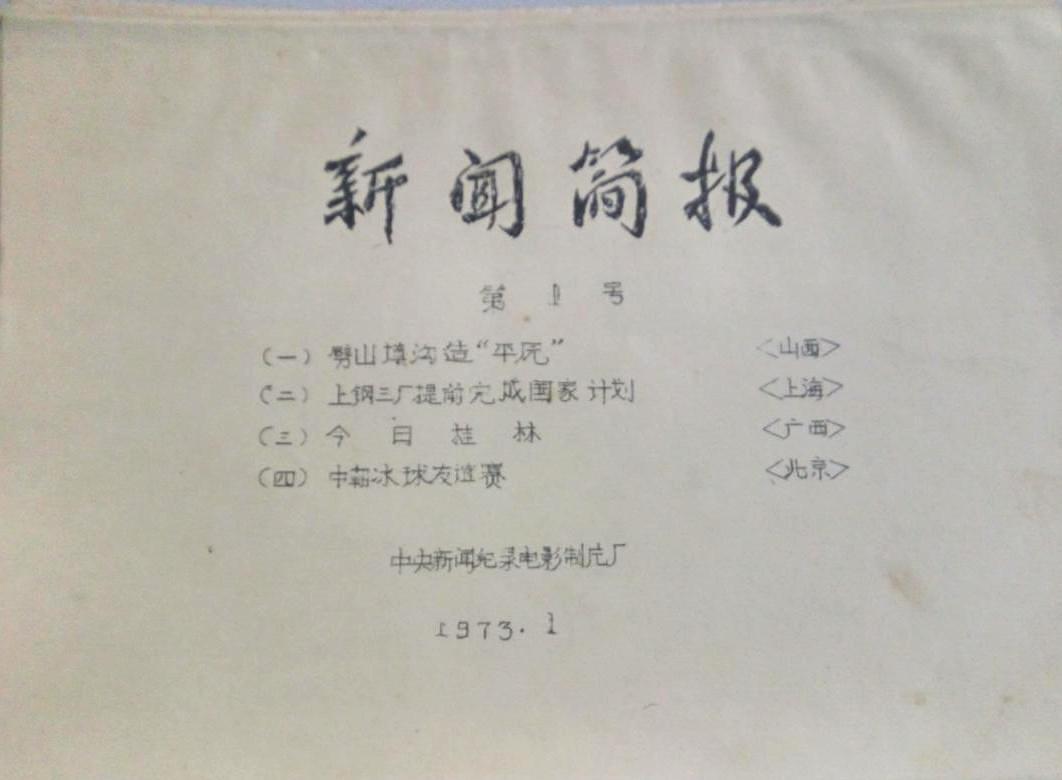 新闻简报
第 1 号
（一）劈山填沟造“平原” <山西>
（二）上钢三厂提前完成国家计划 <上海>
（三）今日桂林 <广西>
（四）中朝冰球友谊赛 <北京>
中央新闻纪录电影制片厂
1973.1